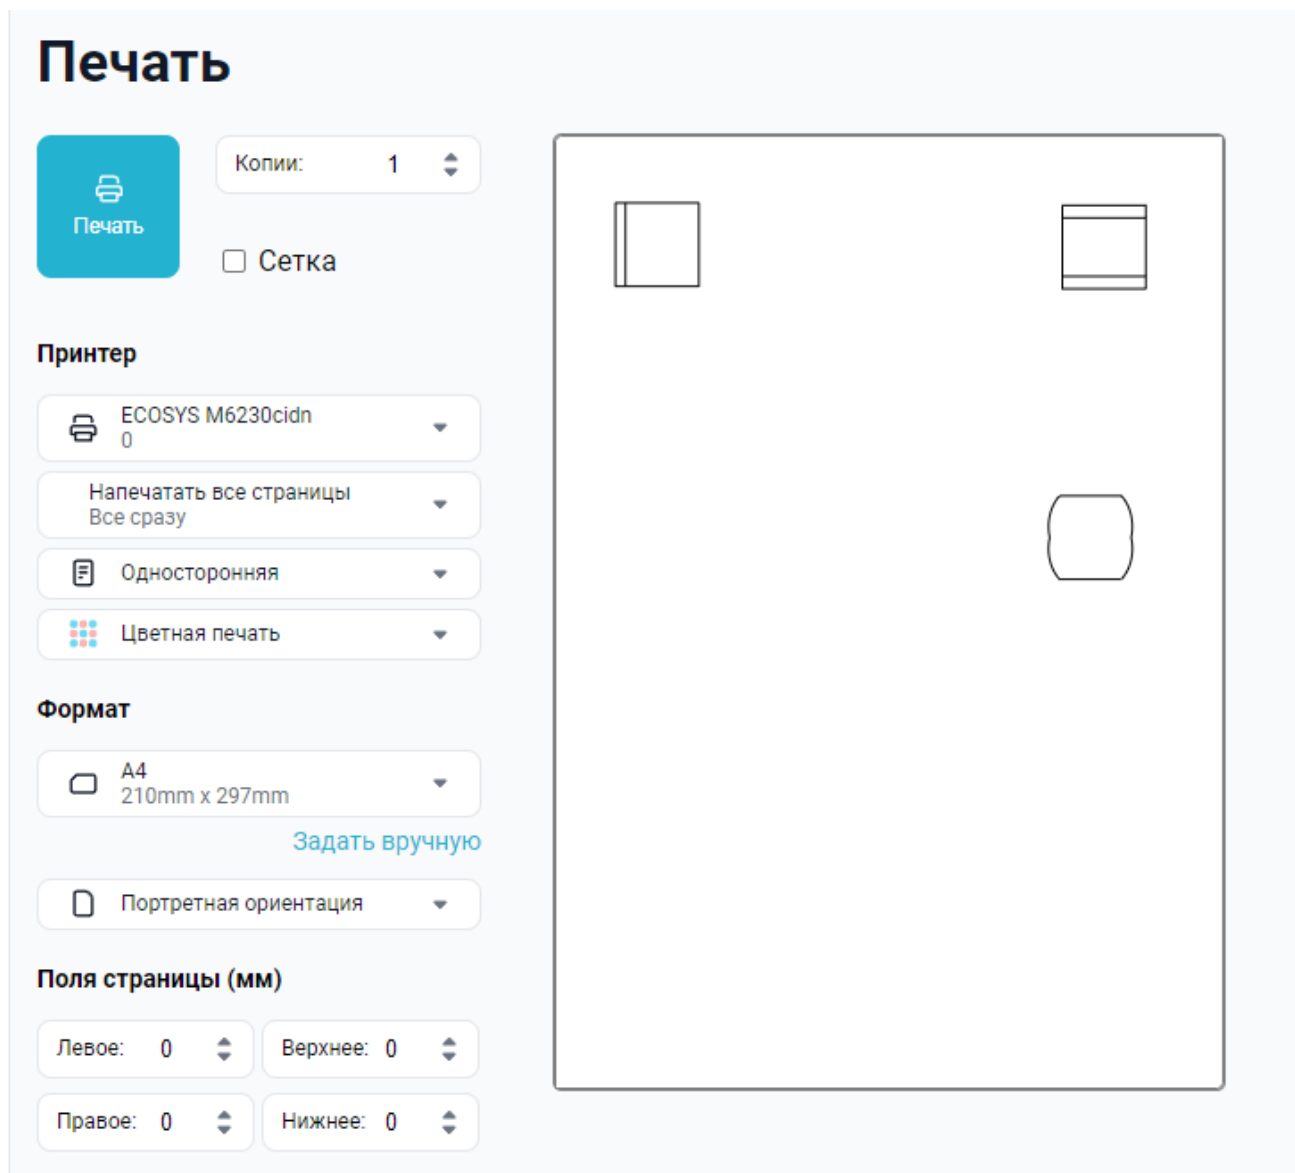 Печать
Печать
Копии: 1
Сетка
Принтер
ECOSYS M6230cidn
0
Напечатать все страницы
Все сразу
Односторонняя
Цветная печать
Формат
A4
210mm x 297mm
Задать вручную
Портретная ориентация
Поля страницы (мм)
Левое: 0 Верхнее: 0
Правое: 0 Нижнее: 0